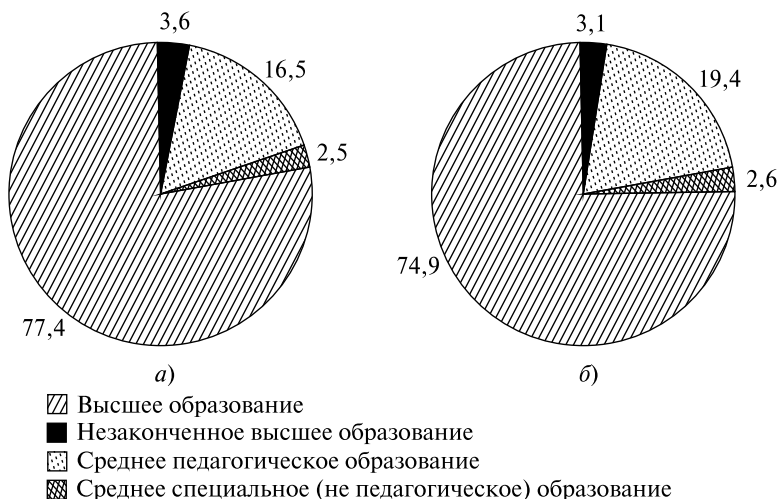 3,6
3,1
16,5
19,4
2,5
2,6
74,9
77,4
а)
б)
Высшее образование
Незаконченное высшее образование
Среднее педагогическое образование
Среднее специальное (не педагогическое) образование